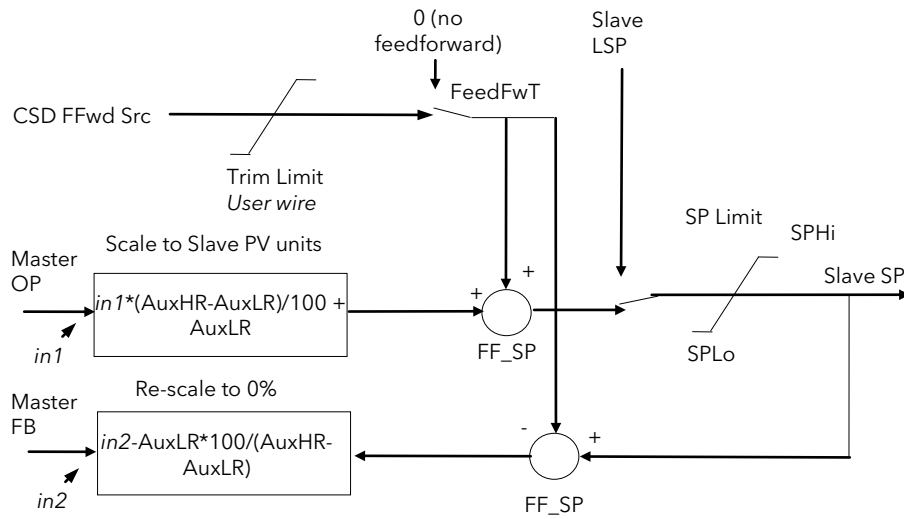 0 (no
feedforward)
Slave
LSP
FeedFwT
CSD FFwd Src
Trim Limit
User wire
SP Limit
SPHi
Scale to Slave PV units
Master
OP
in1*(AuxHR-AuxLR)/100 +
AuxLR
in1
+
+
FF_SP
Slave SP
SPLo
Re-scale to 0%
Master
FB
in2-AuxLR*100/(AuxHR-
AuxLR)
in2
-
+
FF_SP